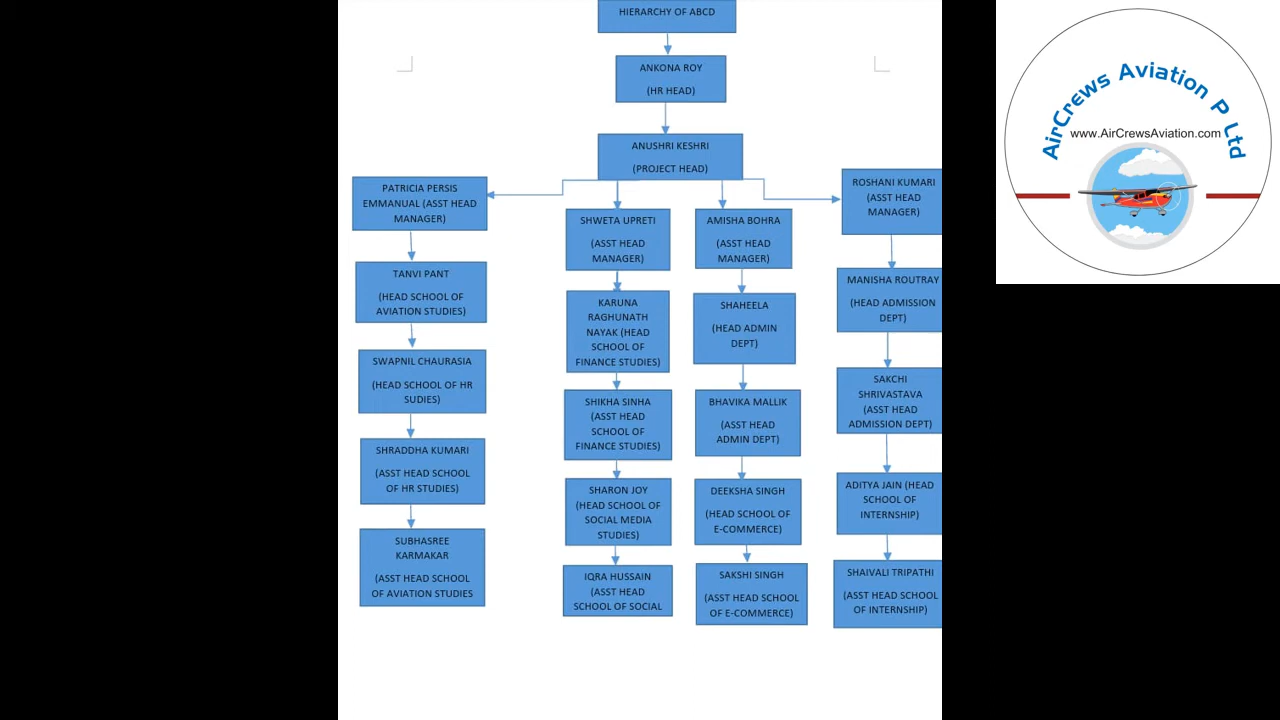 HIERARCHY OF ABCD
ANKONA ROY
(HR HEAD)
ANUSHRI KESHRI
(PROJECT HEAD)
PATRICIA PERSIS
EMMANUAL (ASST HEAD
MANAGER)
TANVI PANT
(HEAD SCHOOL OF
AVIATION STUDIES)
SWAPNIL CHAURASIA
(HEAD SCHOOL OF HR
SUDIES)
SHRADDHA KUMARI
(ASST HEAD SCHOOL
OF HR STUDIES)
SUBHASREE
KARMAKAR
(ASST HEAD SCHOOL
OF AVIATION STUDIES
SHWETA UPRETI
(ASST HEAD
MANAGER)
KARUNA
RAGHUNATH
NAYAK (HEAD
SCHOOL OF
FINANCE STUDIES)
SHIKHA SINHA
(ASST HEAD
SCHOOL OF
FINANCE STUDIES)
SHARON JOY
(HEAD SCHOOL OF
SOCIAL MEDIA
STUDIES)
IQRA HUSSAIN
(ASST HEAD
SCHOOL OF SOCIAL
AMISHA BOHRA
(ASST HEAD
MANAGER)
SHAHEELA
(HEAD ADMIN
DEPT)
BHAVIKA MALLIK
(ASST HEAD
ADMIN DEPT)
DEEKSHA SINGH
(HEAD SCHOOL OF
E-COMMERCE)
SAKSHI SINGH
(ASST HEAD SCHOOL
OF E-COMMERCE)
ROSHANI KUMARI
(ASST HEAD
MANAGER)
MANISHA ROUTRAY
(HEAD ADMISSION
DEPT)
SAKCHI
SHRIVASTAVA
(ASST HEAD
ADMISSION DEPT)
ADITYA JAIN (HEAD
SCHOOL OF
INTERNSHIP)
SHAIVALI TRIPATHI
(ASST HEAD SCHOOL
OF INTERNSHIP)
AirCrews Aviation P Ltd
www.AirCrewsAviation.com